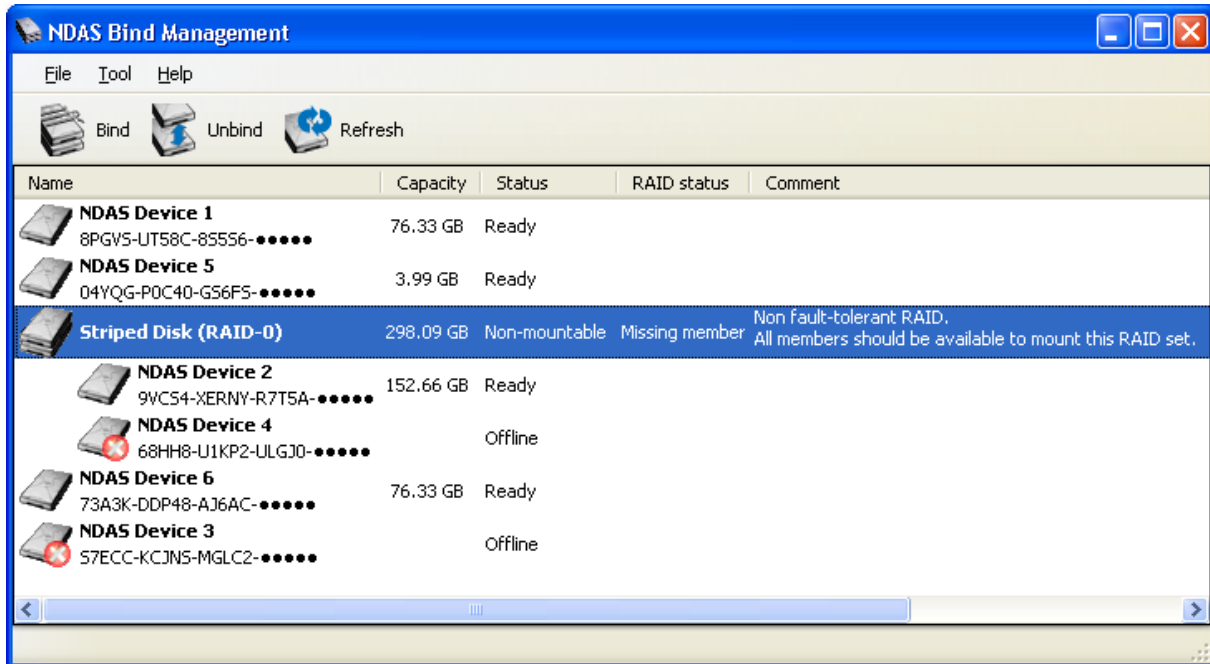 NDAS Bind Management
File Tool Help
Bind Unbind Refresh
Name Capacity Status RAID status Comment
NDAS Device 1
8PGVS-UT58C-8S5S6-●●●●● 76.33 GB Ready
NDAS Device 5
04YQG-P0C40-GS6FS-●●●●● 3.99 GB Ready
Striped Disk (RAID-0) 298.09 GB Non-mountable Missing member Non fault-tolerant RAID.
All members should be available to mount this RAID set.
NDAS Device 2
9VCS4-XERNY-R7T5A-●●●●● 152.66 GB Ready
NDAS Device 4
68HH8-U1KP2-ULGJ0-●●●●● Offline
NDAS Device 6
73A3K-DDP48-AJ6AC-●●●●● 76.33 GB Ready
NDAS Device 3
S7ECC-KCJNS-MGLC2-●●●●● Offline